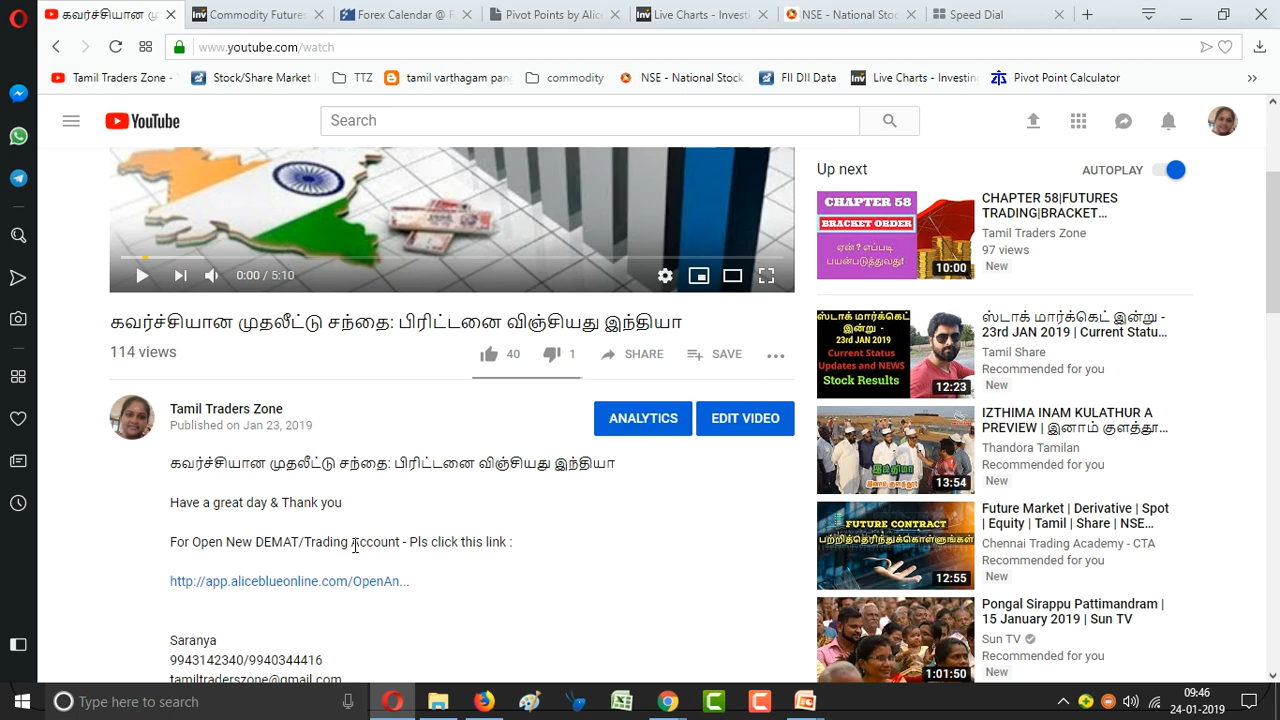 கவர்ச்சியான மு
Commodity Futures
Forex Calendar @
Pivot Points by Alic
Live Charts - Investi
NSE - National Stoc
Speed Dial
www.youtube.com/watch
Tamil Traders Zone -
Stock/Share Market I
TTZ
tamil varthagam pan
commodity
NSE - National Stock
FII DII Data
Live Charts - Investing
Pivot Point Calculator
YouTube
Search
0:00 / 5:10
கவர்ச்சியான முதலீட்டு சந்தை: பிரிட்டனை விஞ்சியது இந்தியா
114 views
40
1
SHARE
SAVE
Tamil Traders Zone
Published on Jan 23, 2019
ANALYTICS
EDIT VIDEO
கவர்ச்சியான முதலீட்டு சந்தை: பிரிட்டனை விஞ்சியது இந்தியா
Have a great day & Thank you
For Open New DEMAT/Trading Account - Pls click this link :
http://app.aliceblueonline.com/OpenAn...
Saranya
9943142340/9940344416
Up next
AUTOPLAY
CHAPTER 58
BRACKET ORDER
ஏன் ? எப்படி
பயன்படுத்துவது!
10:00
CHAPTER 58|FUTURES
TRADING|BRACKET...
Tamil Traders Zone
97 views
New
ஸ்டாக் மார்க்கெட்
இன்று -
23rd JAN 2019
Current Status
Updates and NEWS
Stock Results
12:23
ஸ்டாக் மார்க்கெட் இன்று -
23rd JAN 2019 | Current Statu...
Tamil Share
Recommended for you
New
13:54
IZTHIMA INAM KULATHUR A
PREVIEW | இனாம் குளத்தூ...
Thandora Tamilan
Recommended for you
New
FUTURE CONTRACT
பற்றித்தெரிந்துக்கொள்ளுங்கள்
12:55
Future Market | Derivative | Spot
| Equity | Tamil | Share | NSE...
Chennai Trading Academy - CTA
Recommended for you
New
1:01:50
Pongal Sirappu Pattimandram |
15 January 2019 | Sun TV
Sun TV
Recommended for you
New
Type here to search
09:46
24-01-2019